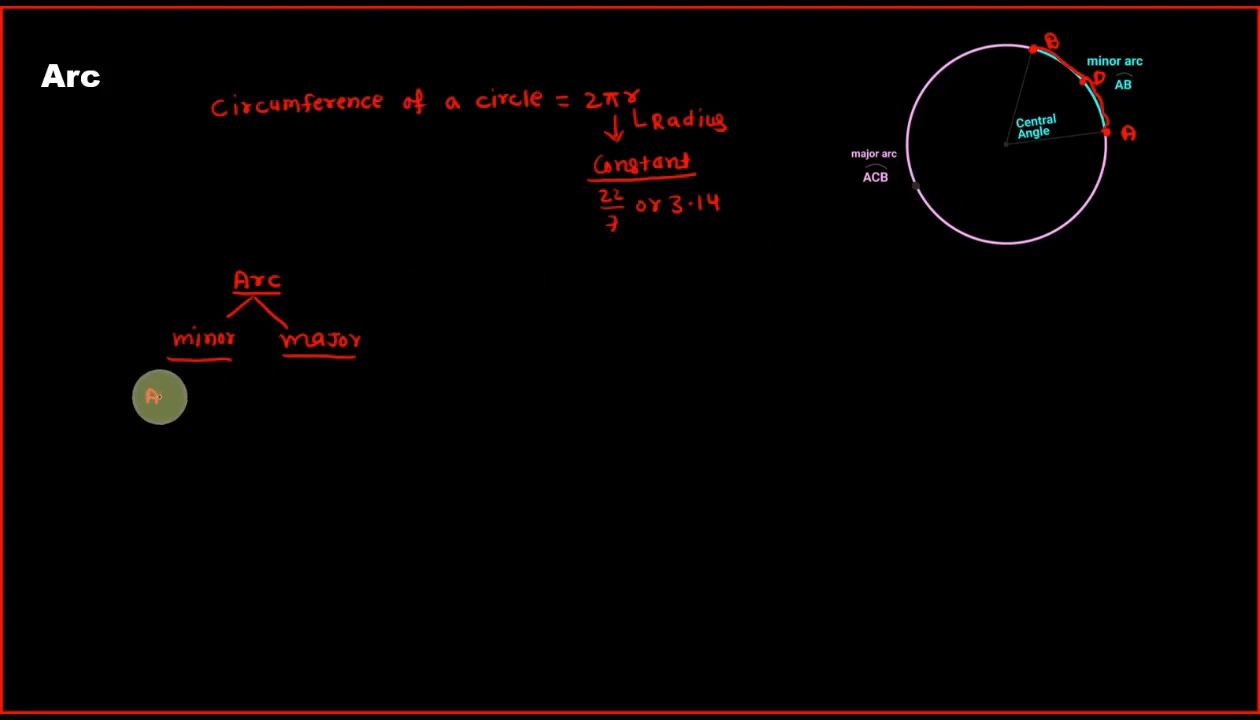 Arc
Circumference of a circle = 2πr
Radius
Constant
22/7 or 3.14
Arc
minor major
A
B
minor arc
D
AB
Central
Angle
A
major arc
ACB